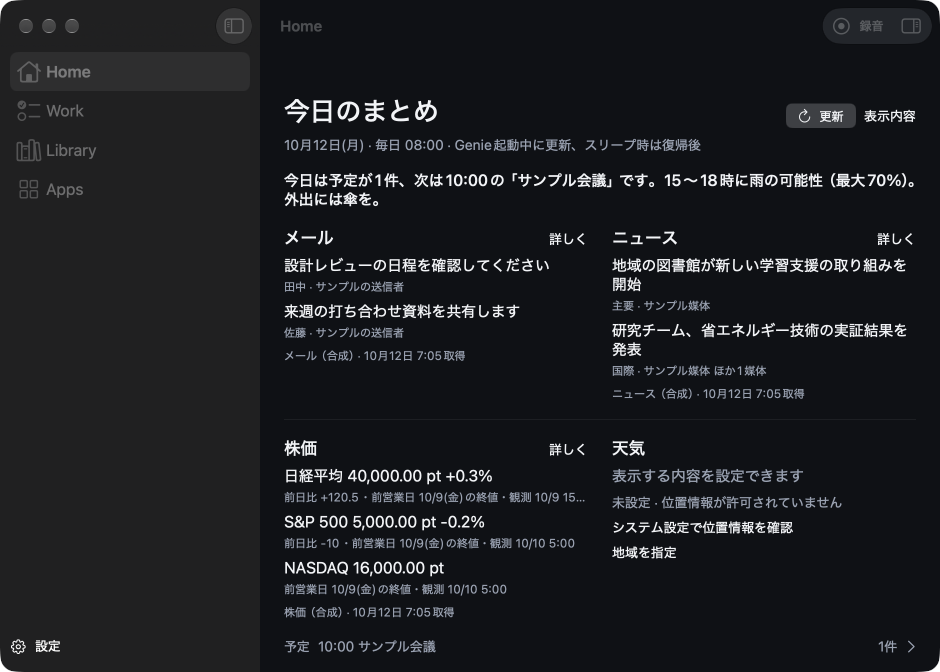 Home
録音
Home
Work
Library
Apps
今日のまとめ
更新
表示内容
10月12日(月) · 毎日 08:00 · Genie起動中に更新、スリープ時は復帰後
今日は予定が1件、次は10:00の「サンプル会議」です。15〜18時に雨の可能性（最大70%）。
外出には傘を。
メール
詳しく
設計レビューの日程を確認してください
田中 · サンプルの送信者
来週の打ち合わせ資料を共有します
佐藤 · サンプルの送信者
メール（合成）· 10月12日 7:05取得
ニュース
詳しく
地域の図書館が新しい学習支援の取り組みを
開始
主要 · サンプル媒体
研究チーム、省エネルギー技術の実証結果を
発表
国際 · サンプル媒体 ほか1媒体
ニュース（合成）· 10月12日 7:05取得
株価
詳しく
日経平均 40,000.00 pt +0.3%
前日比 +120.5・前営業日 10/9(金)の終値・観測 10/9 15...
S&P 500 5,000.00 pt -0.2%
前日比 -10・前営業日 10/9(金)の終値・観測 10/10 5:00
NASDAQ 16,000.00 pt
前営業日 10/9(金)の終値・観測 10/10 5:00
株価（合成）· 10月12日 7:05取得
天気
表示する内容を設定できます
未設定 · 位置情報が許可されていません
システム設定で位置情報を確認
地域を指定
設定
予定 10:00 サンプル会議
1件